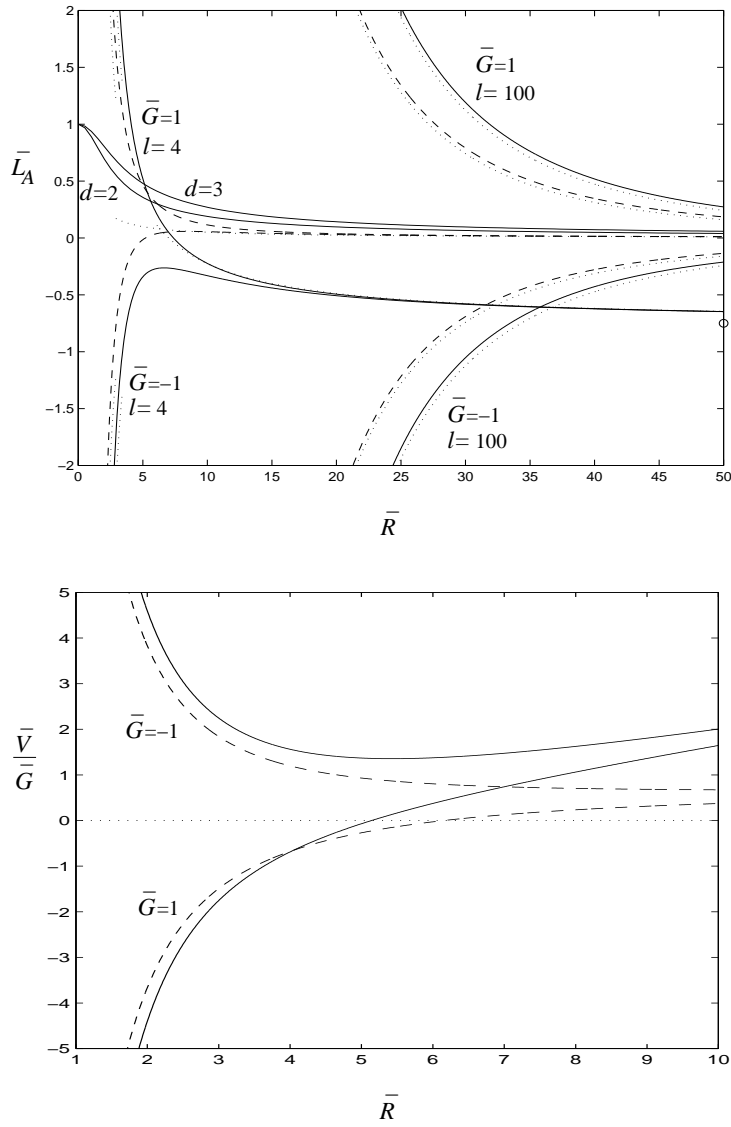 2
1.5
1
0.5
0
−0.5
−1
−1.5
−2
L̄_A
Ḡ=1
l= 4
d=2
d=3
Ḡ=1
l= 100
Ḡ=−1
l= 4
Ḡ=−1
l= 100
0 5 10 15 20 25 30 35 40 45 50
R̄
5
4
3
2
1
0
−1
−2
−3
−4
−5
V̄
Ḡ
Ḡ=−1
Ḡ=1
1 2 3 4 5 6 7 8 9 10
R̄